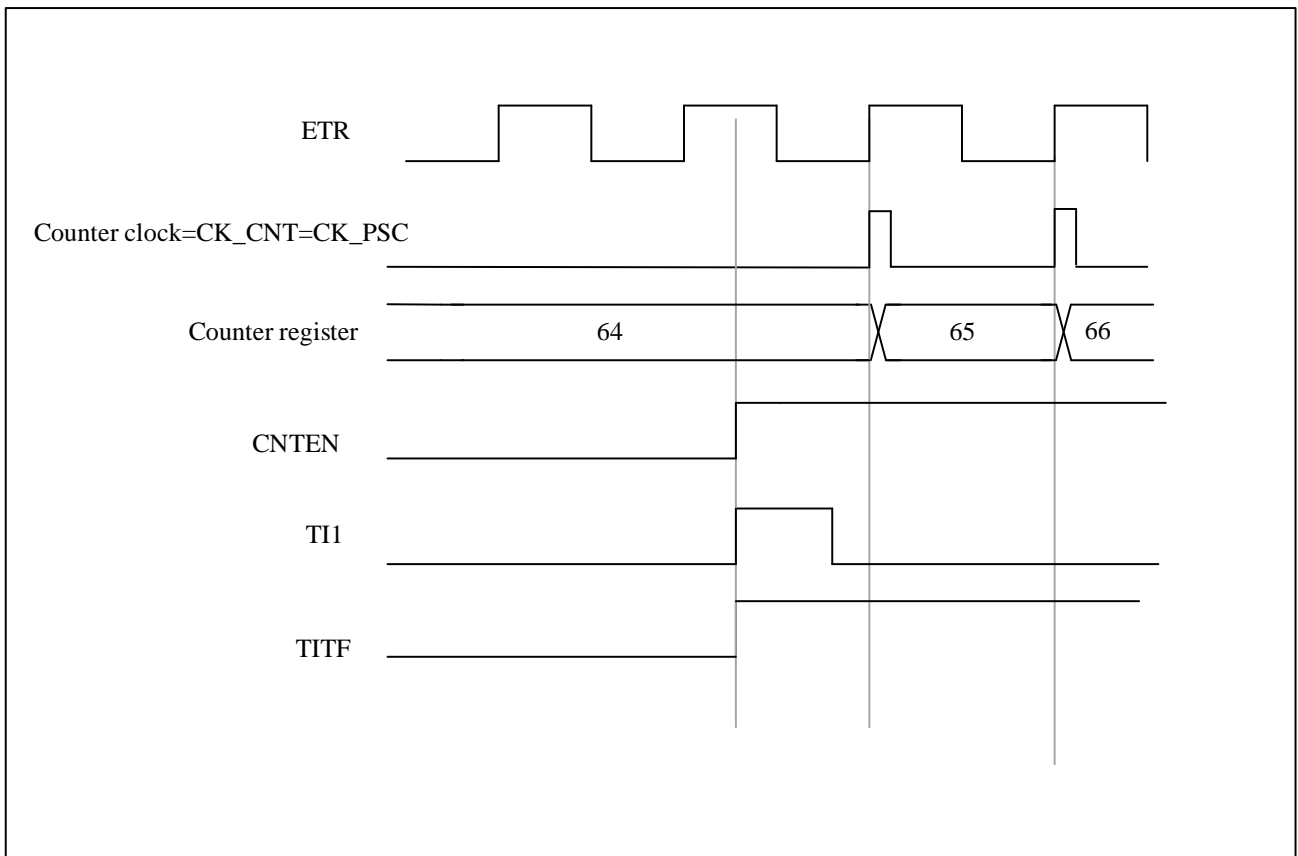 ETR
Counter clock=CK_CNT=CK_PSC
Counter register 64 65 66
CNTEN
TI1
TITF